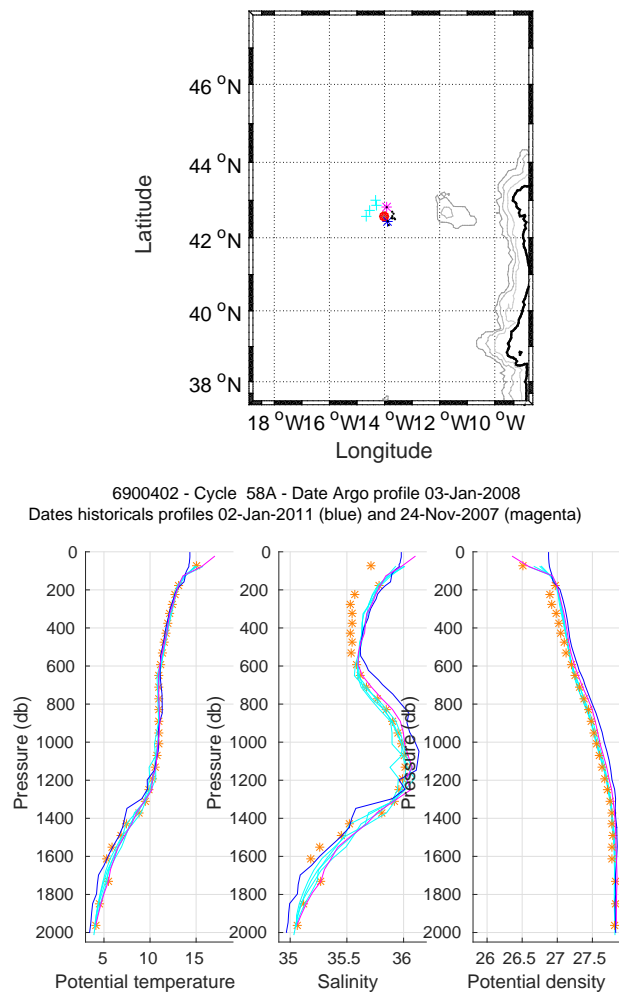 46 °N
44 °N
42 °N
40 °N
38 °N
Latitude
18 °W16 °W14 °W12 °W10 °W
Longitude
6900402 - Cycle 58A - Date Argo profile 03-Jan-2008
Dates historicals profiles 02-Jan-2011 (blue) and 24-Nov-2007 (magenta)
0
200
400
600
800
1000
1200
1400
1600
1800
2000
Pressure (db)
5 10 15
Potential temperature
0
200
400
600
800
1000
1200
1400
1600
1800
2000
Pressure (db)
35 35.5 36
Salinity
0
200
400
600
800
1000
1200
1400
1600
1800
2000
Pressure (db)
26 26.5 27 27.5
Potential density